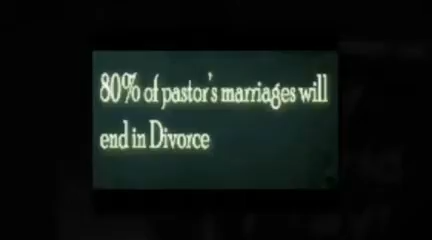 80% of pastor's marriages will
end in Divorce